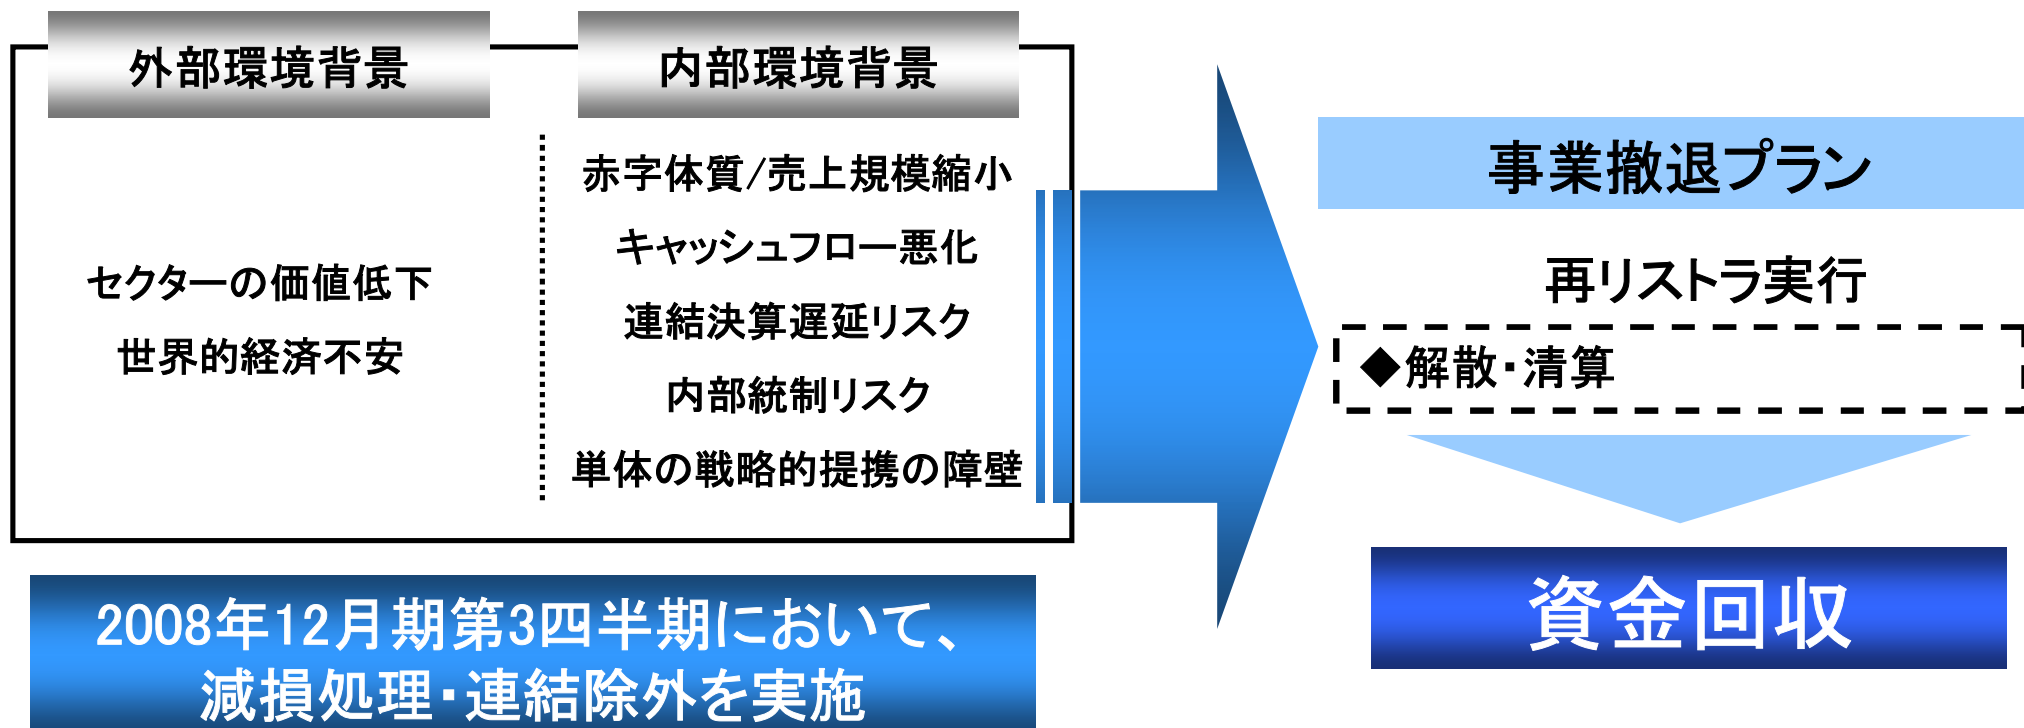 外部環境背景
セクターの価値低下
世界的経済不安
内部環境背景
赤字体質/売上規模縮小
キャッシュフロー悪化
連結決算遅延リスク
内部統制リスク
単体の戦略的提携の障壁
2008年12月期第3四半期において、
減損処理・連結除外を実施
事業撤退プラン
再リストラ実行
◆解散・清算
資金回収